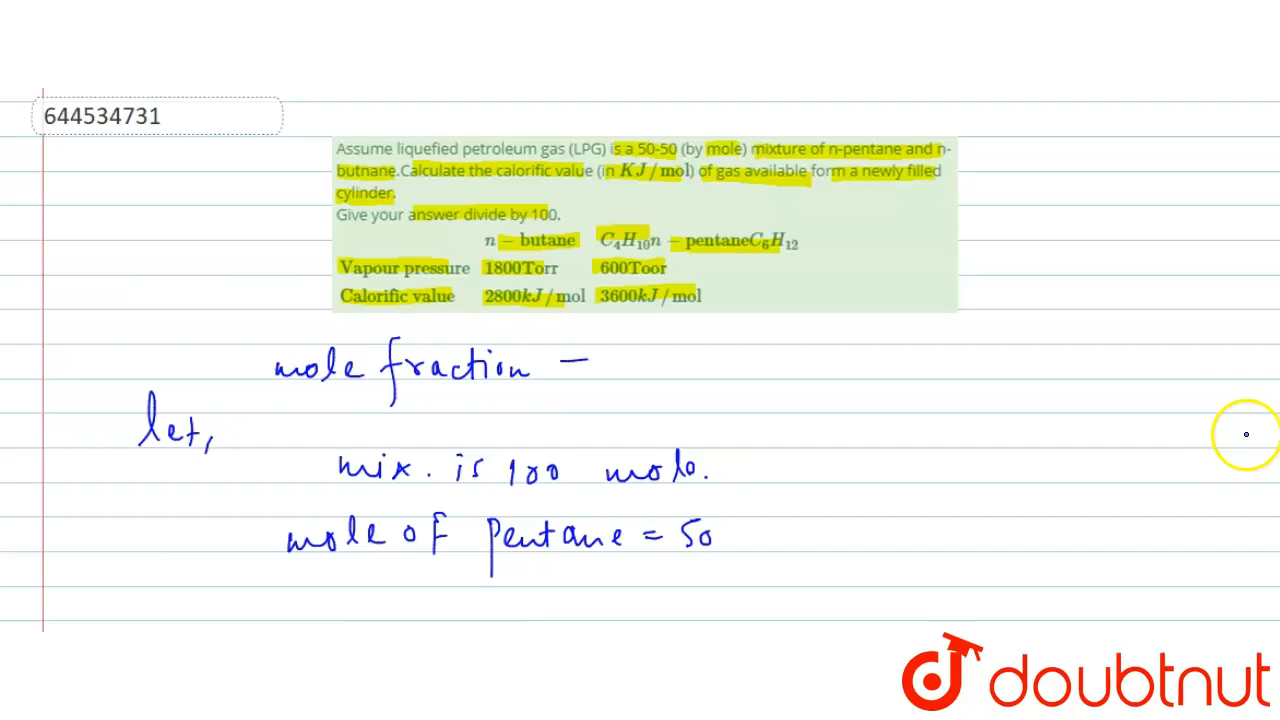 644534731
Assume liquefied petroleum gas (LPG) is a 50-50 (by mole) mixture of n-pentane and n-
butnane.Calculate the calorific value (in KJ/mol) of gas available form a newly filled
cylinder.
Give your answer divide by 100.
n − butane C₄H₁₀n − pentaneC₆H₁₂
Vapour pressure 1800Torr 600Toor
Calorific value 2800kJ/mol 3600kJ/mol
mole fraction −
let,
mix. is 100 mole.
mole of pentane = 50
doubtnut